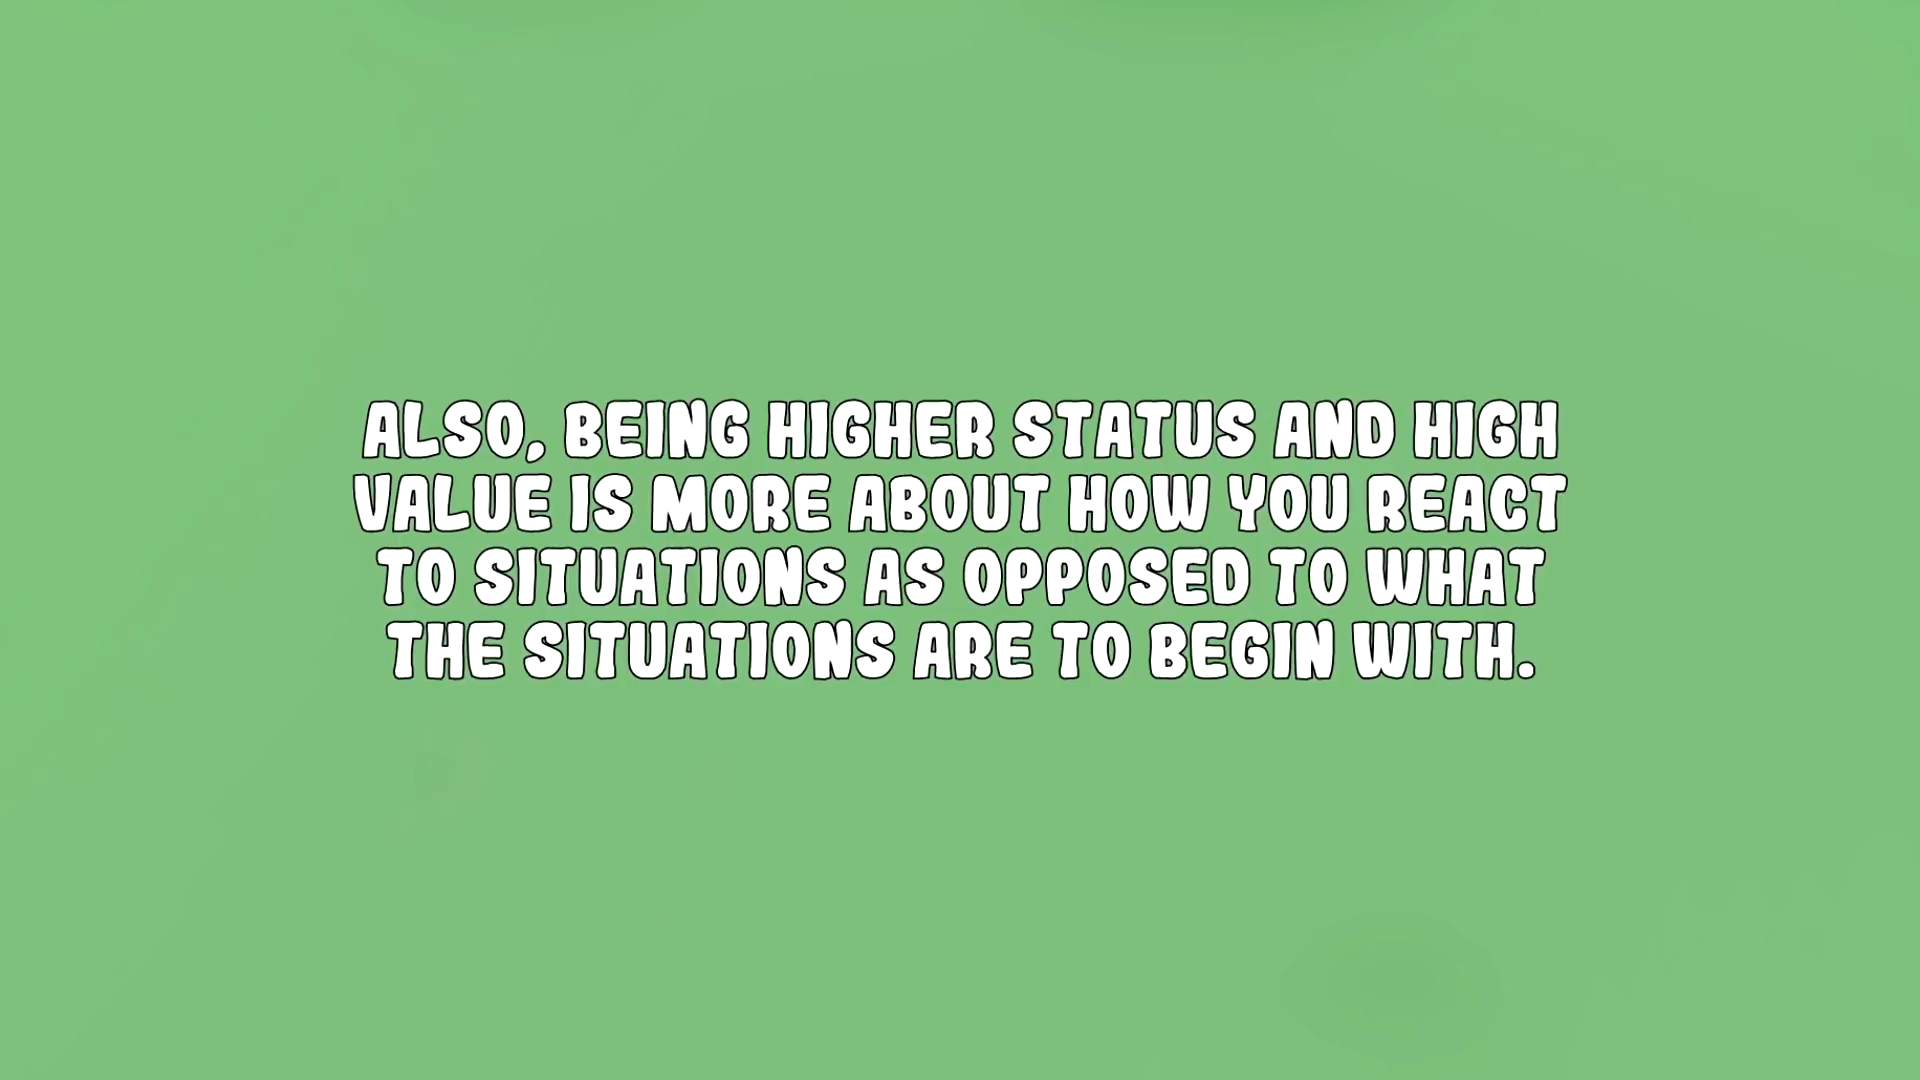 ALSO, BEING HIGHER STATUS AND HIGH
VALUE IS MORE ABOUT HOW YOU REACT
TO SITUATIONS AS OPPOSED TO WHAT
THE SITUATIONS ARE TO BEGIN WITH.